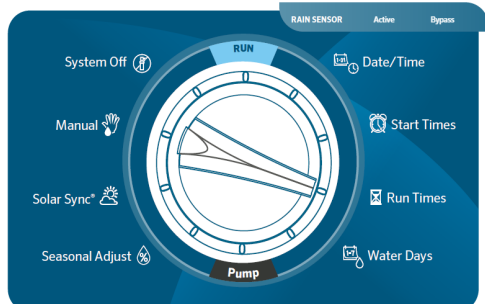 RAIN SENSOR Active Bypass
RUN
System Off
Date/Time
Manual
Start Times
Solar Sync®
Run Times
Seasonal Adjust
Water Days
Pump